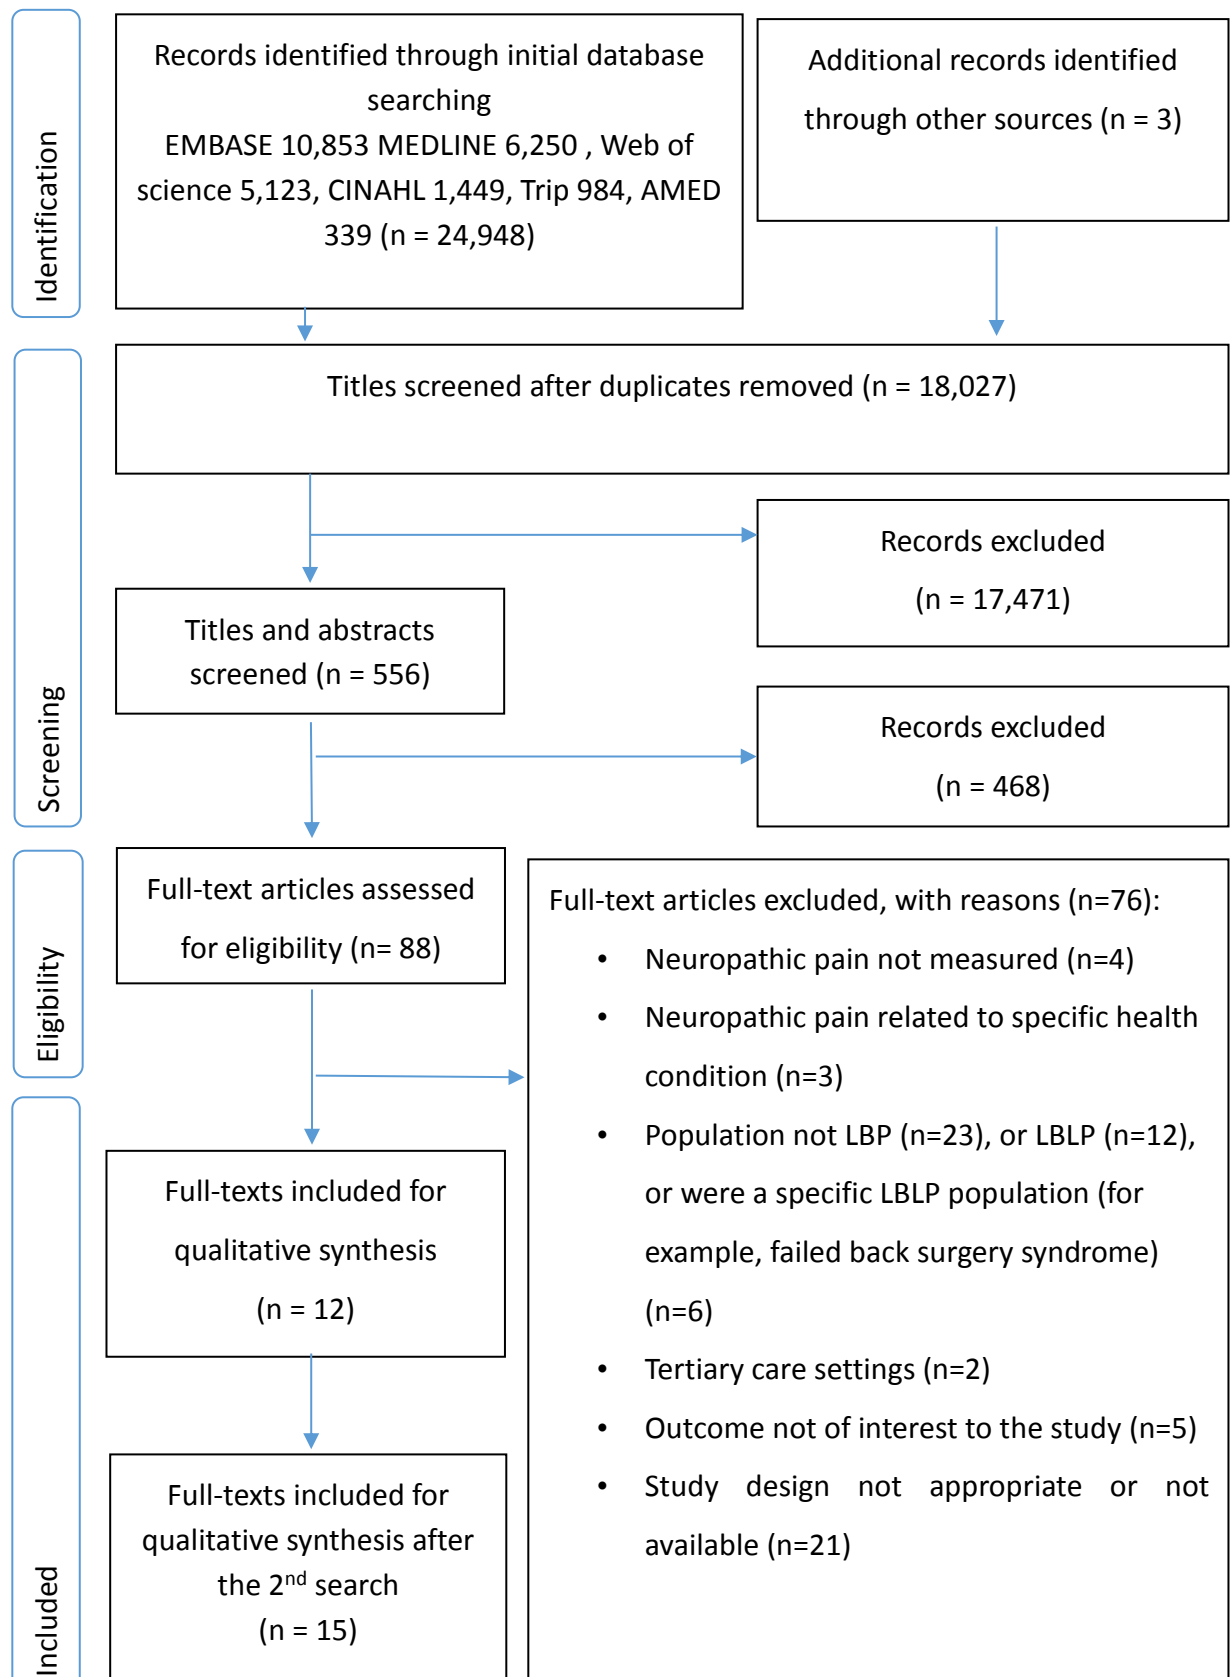 Identification
Records identified through initial database
searching
EMBASE 10,853 MEDLINE 6,250 , Web of
science 5,123, CINAHL 1,449, Trip 984, AMED
339 (n = 24,948)
Additional records identified
through other sources (n = 3)
Screening
Titles screened after duplicates removed (n = 18,027)
Records excluded
(n = 17,471)
Titles and abstracts
screened (n = 556)
Records excluded
(n = 468)
Eligibility
Full-text articles assessed
for eligibility (n= 88)
Full-text articles excluded, with reasons (n=76):
• Neuropathic pain not measured (n=4)
• Neuropathic pain related to specific health
condition (n=3)
• Population not LBP (n=23), or LBLP (n=12),
or were a specific LBLP population (for
example, failed back surgery syndrome)
(n=6)
• Tertiary care settings (n=2)
• Outcome not of interest to the study (n=5)
• Study design not appropriate or not
available (n=21)
Included
Full-texts included for
qualitative synthesis
(n = 12)
Full-texts included for
qualitative synthesis after
the 2nd search
(n = 15)